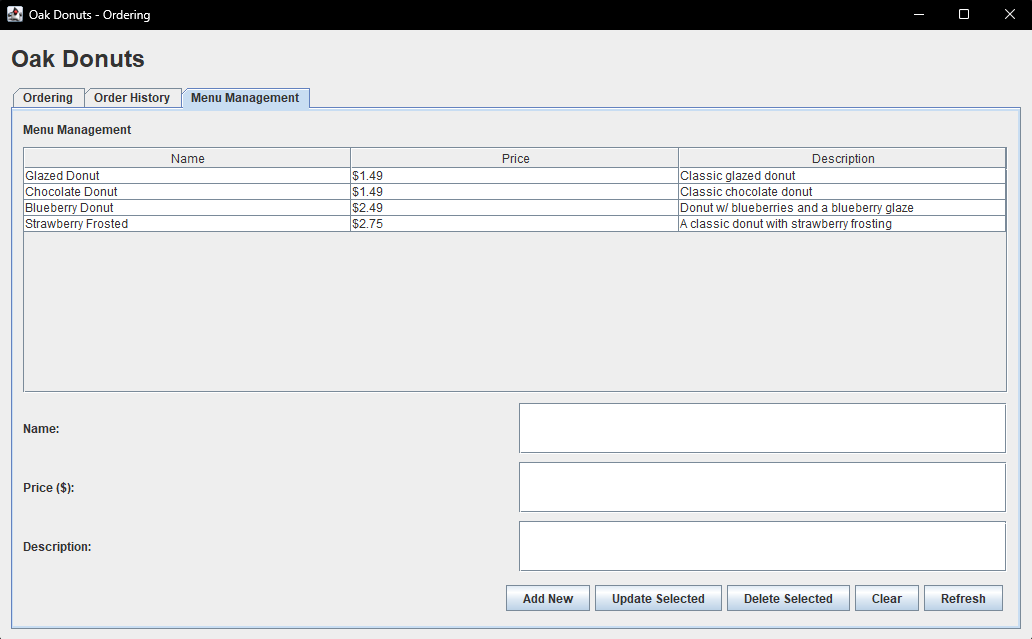 Oak Donuts - Ordering
Oak Donuts
Ordering Order History Menu Management
Menu Management
Name Price Description
Glazed Donut $1.49 Classic glazed donut
Chocolate Donut $1.49 Classic chocolate donut
Blueberry Donut $2.49 Donut w/ blueberries and a blueberry glaze
Strawberry Frosted $2.75 A classic donut with strawberry frosting
Name:
Price ($):
Description:
Add New Update Selected Delete Selected Clear Refresh